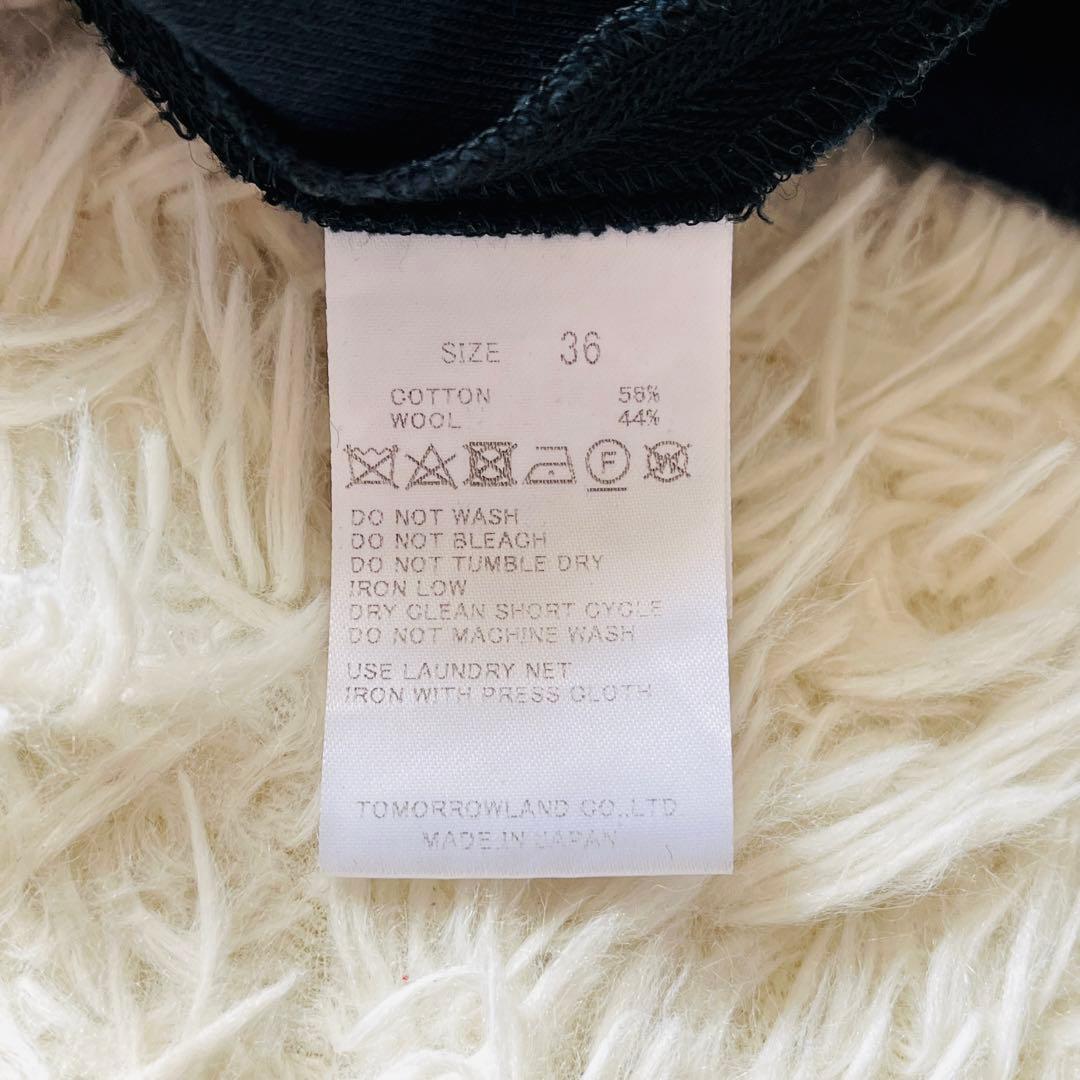 SIZE 36
COTTON 56%
WOOL 44%
F W
DO NOT WASH
DO NOT BLEACH
DO NOT TUMBLE DRY
IRON LOW
DRY CLEAN SHORT CYCLE
DO NOT MACHINE WASH
USE LAUNDRY NET
IRON WITH PRESS CLOTH
TOMORROWLAND CO.,LTD
MADE IN JAPAN